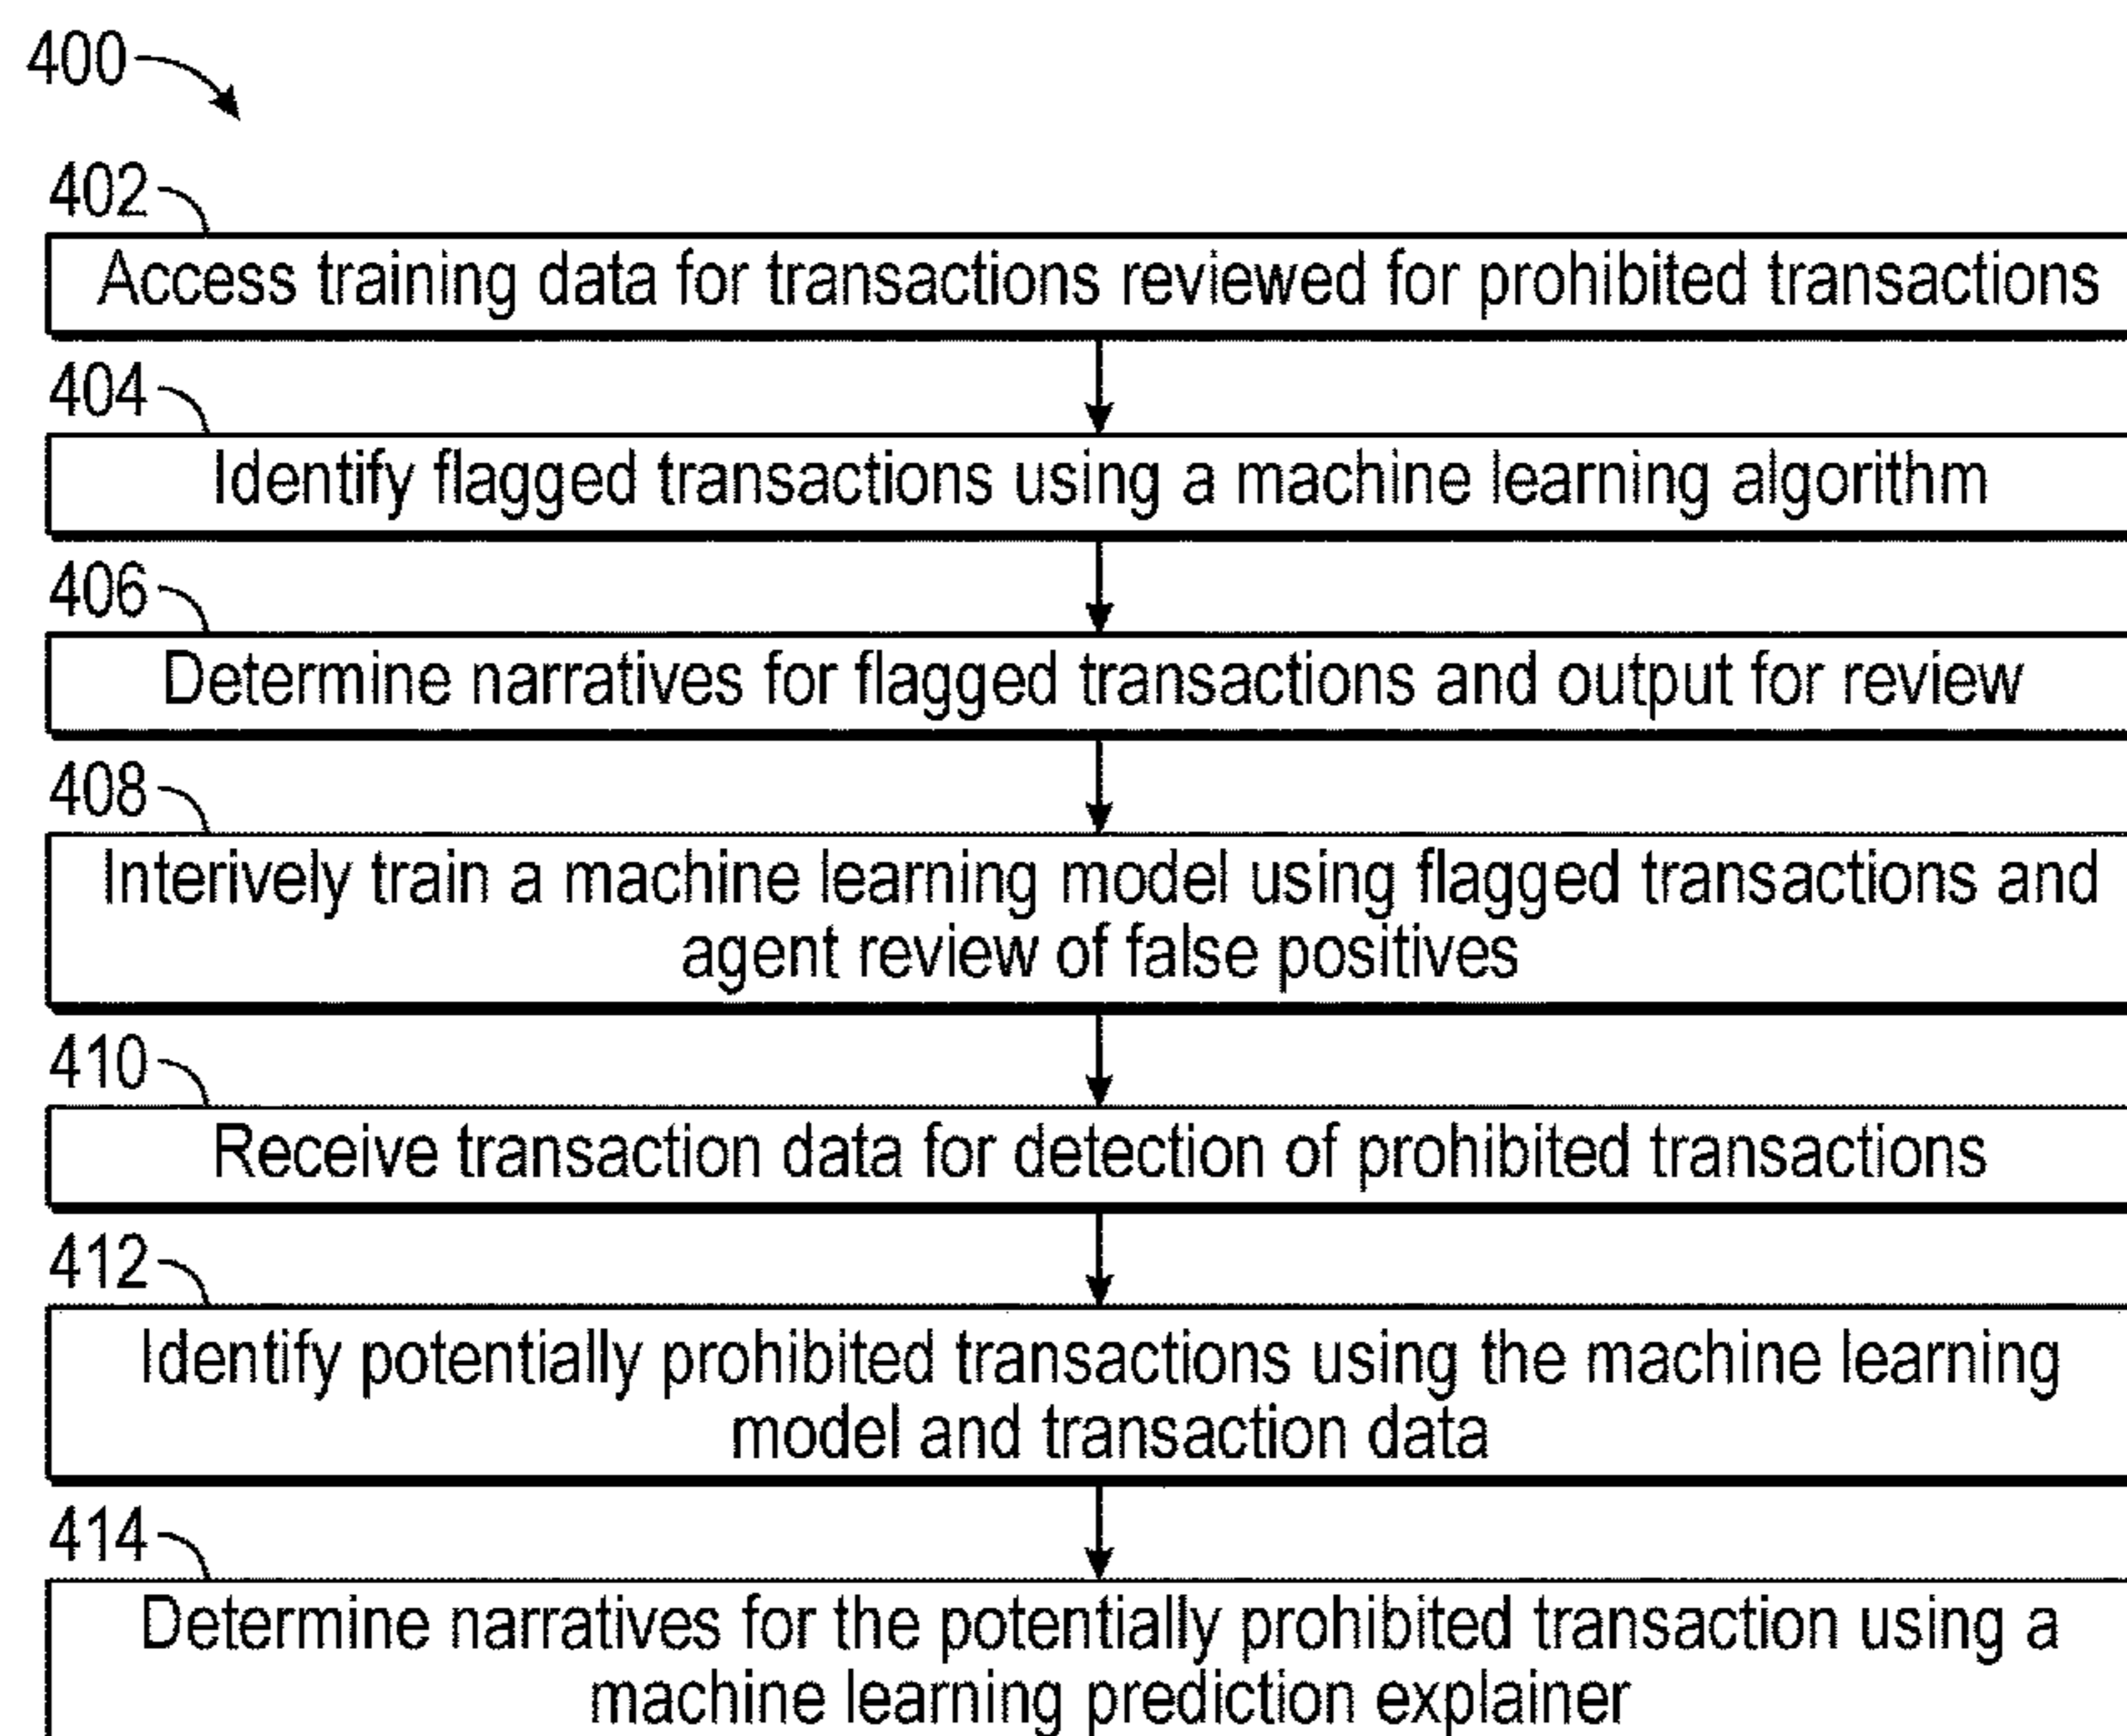 400
402
Access training data for transactions reviewed for prohibited transactions
404
Identify flagged transactions using a machine learning algorithm
406
Determine narratives for flagged transactions and output for review
408
Interively train a machine learning model using flagged transactions and
agent review of false positives
410
Receive transaction data for detection of prohibited transactions
412
Identify potentially prohibited transactions using the machine learning
model and transaction data
414
Determine narratives for the potentially prohibited transaction using a
machine learning prediction explainer